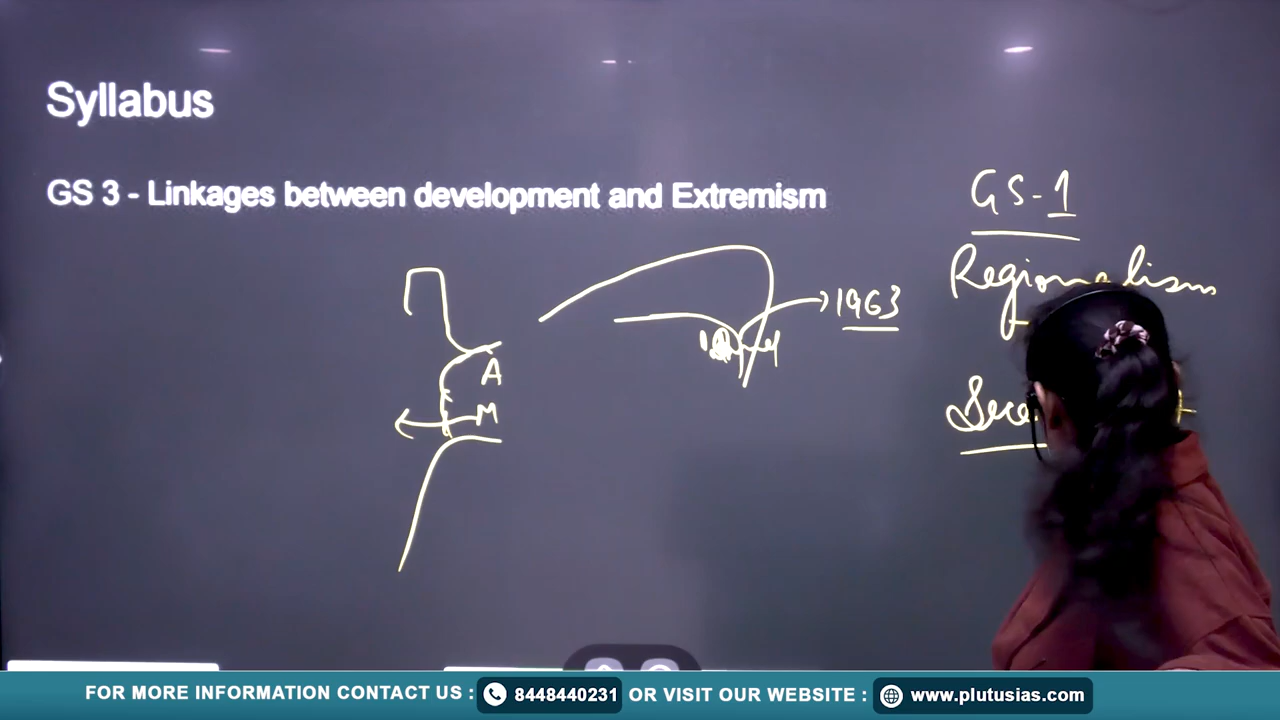 Syllabus
GS 3 - Linkages between development and Extremism
GS-1
Regionalism
1963
A
M
FOR MORE INFORMATION CONTACT US : 8448440231 OR VISIT OUR WEBSITE : www.plutusias.com